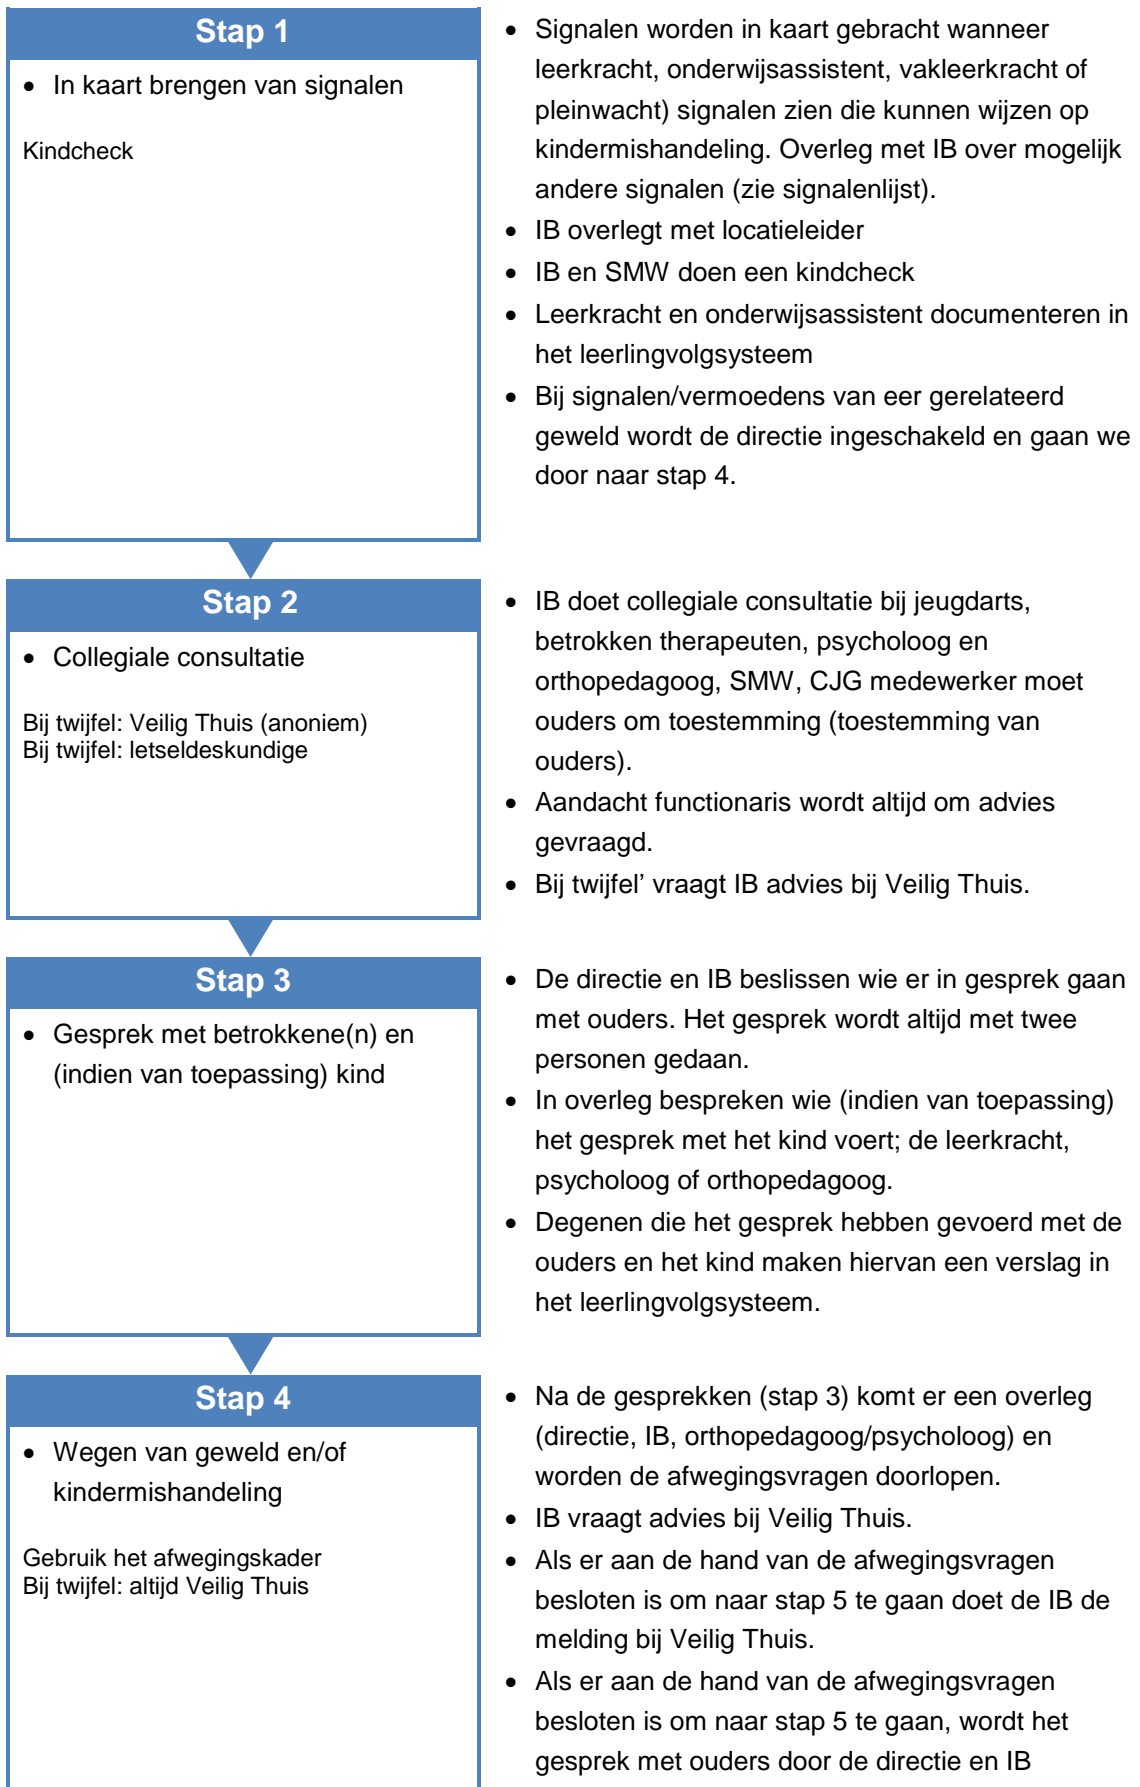 Stap 1
• In kaart brengen van signalen
Kindcheck
• Signalen worden in kaart gebracht wanneer
leerkracht, onderwijsassistent, vakleerkracht of
pleinwacht) signalen zien die kunnen wijzen op
kindermishandeling. Overleg met IB over mogelijk
andere signalen (zie signalenlijst).
• IB overlegt met locatieleider
• IB en SMW doen een kindcheck
• Leerkracht en onderwijsassistent documenteren in
het leerlingvolgsysteem
• Bij signalen/vermoedens van eer gerelateerd
geweld wordt de directie ingeschakeld en gaan we
door naar stap 4.
Stap 2
• Collegiale consultatie
Bij twijfel: Veilig Thuis (anoniem)
Bij twijfel: letseldeskundige
• IB doet collegiale consultatie bij jeugdarts,
betrokken therapeuten, psycholoog en
orthopedagoog, SMW, CJG medewerker moet
ouders om toestemming (toestemming van
ouders).
• Aandacht functionaris wordt altijd om advies
gevraagd.
• Bij twijfel’ vraagt IB advies bij Veilig Thuis.
Stap 3
• Gesprek met betrokkene(n) en
(indien van toepassing) kind
• De directie en IB beslissen wie er in gesprek gaan
met ouders. Het gesprek wordt altijd met twee
personen gedaan.
• In overleg bespreken wie (indien van toepassing)
het gesprek met het kind voert; de leerkracht,
psycholoog of orthopedagoog.
• Degenen die het gesprek hebben gevoerd met de
ouders en het kind maken hiervan een verslag in
het leerlingvolgsysteem.
Stap 4
• Wegen van geweld en/of
kindermishandeling
Gebruik het afwegingskader
Bij twijfel: altijd Veilig Thuis
• Na de gesprekken (stap 3) komt er een overleg
(directie, IB, orthopedagoog/psycholoog) en
worden de afwegingsvragen doorlopen.
• IB vraagt advies bij Veilig Thuis.
• Als er aan de hand van de afwegingsvragen
besloten is om naar stap 5 te gaan doet de IB de
melding bij Veilig Thuis.
• Als er aan de hand van de afwegingsvragen
besloten is om naar stap 5 te gaan, wordt het
gesprek met ouders door de directie en IB